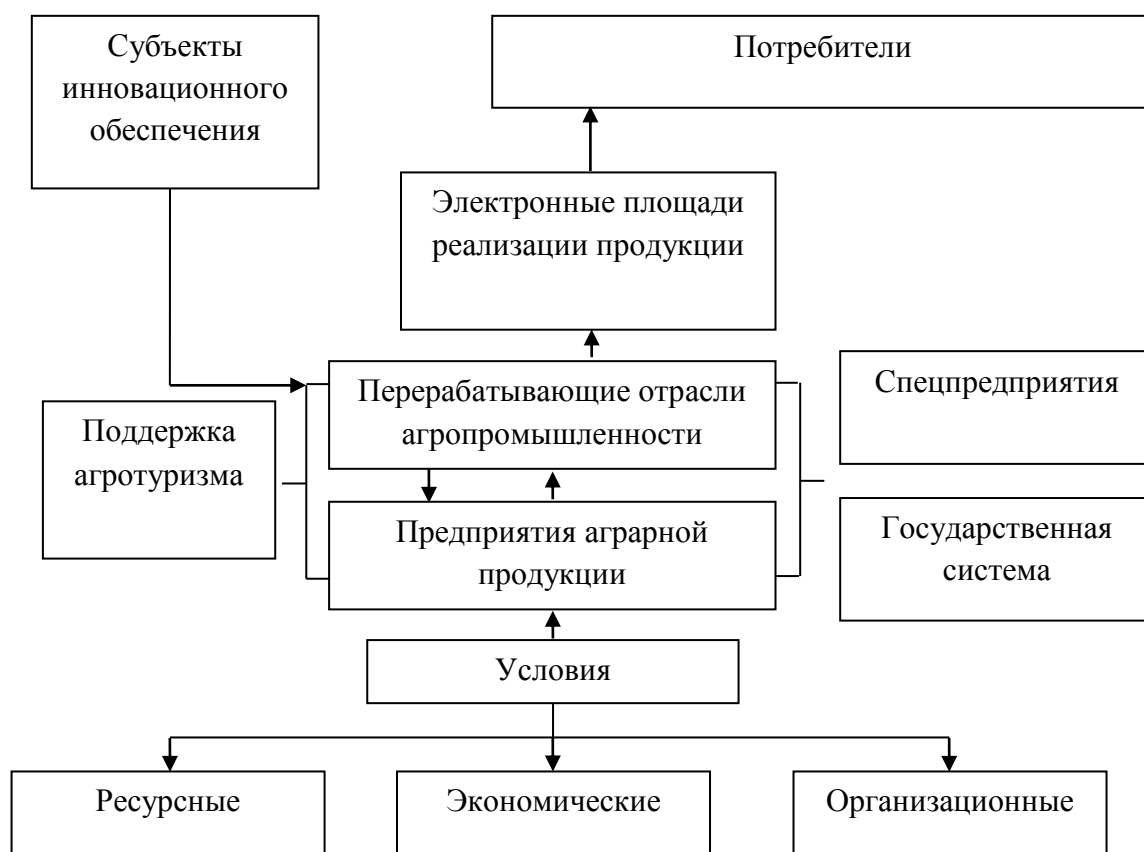 Субъекты
инновационного
обеспечения
Потребители
Электронные площади
реализации продукции
Перерабатывающие отрасли
агропромышленности
Спецпредприятия
Поддержка
агротуризма
Предприятия аграрной
продукции
Государственная
система
Условия
Ресурсные
Экономические
Организационные